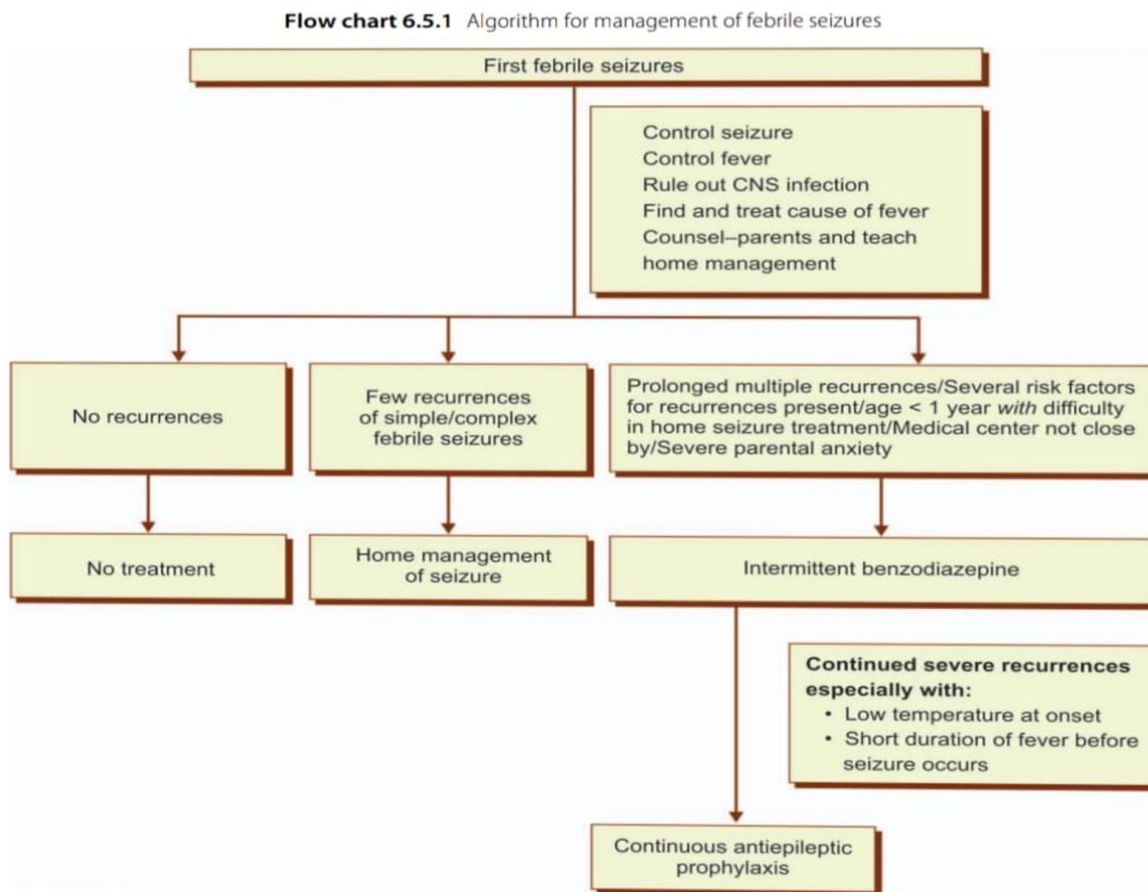 Flow chart 6.5.1 Algorithm for management of febrile seizures
First febrile seizures
Control seizure
Control fever
Rule out CNS infection
Find and treat cause of fever
Counsel–parents and teach
home management
No recurrences
Few recurrences
of simple/complex
febrile seizures
Prolonged multiple recurrences/Several risk factors
for recurrences present/age < 1 year with difficulty
in home seizure treatment/Medical center not close
by/Severe parental anxiety
No treatment
Home management
of seizure
Intermittent benzodiazepine
Continued severe recurrences
especially with:
• Low temperature at onset
• Short duration of fever before
seizure occurs
Continuous antiepileptic
prophylaxis